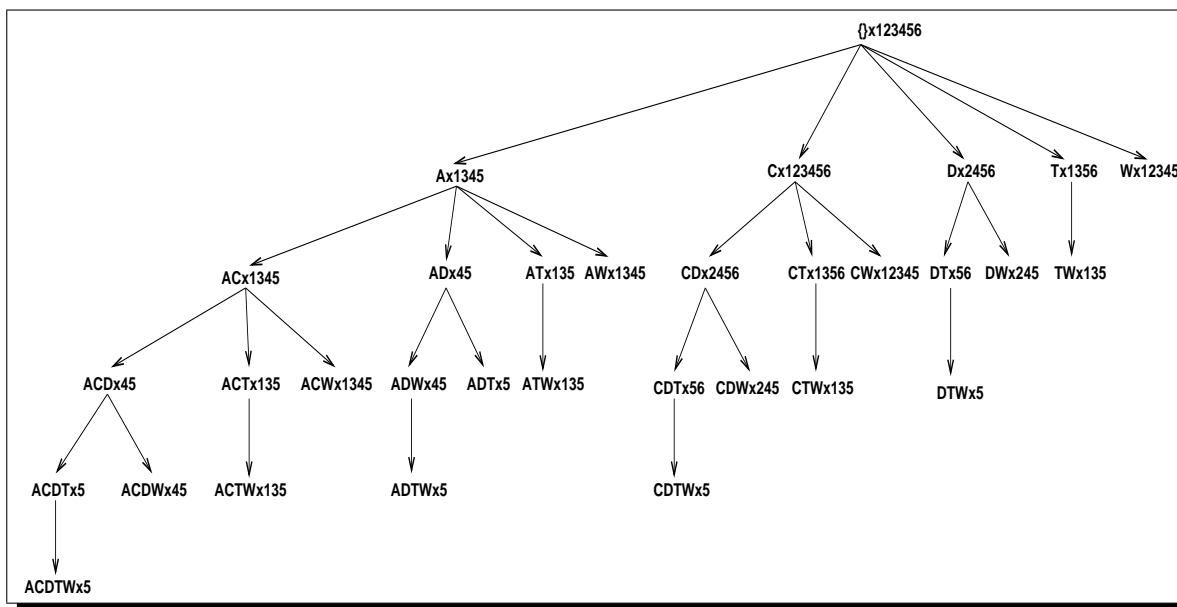 {}x123456
Ax1345 Cx123456 Dx2456 Tx1356 Wx12345
ACx1345 ADx45 ATx135 AWx1345 CDx2456 CTx1356 CWx12345 DTx56 DWx245 TWx135
ACDx45 ACTx135 ACWx1345 ADWx45 ADTx5 ATWx135 CDTx56 CDWx245 CTWx135 DTWx5
ACDTx5 ACDWx45 ACTWx135 ADTWx5 CDTWx5
ACDTWx5